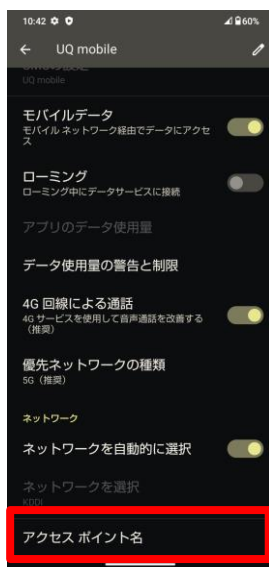 10:42
60%
UQ mobile
UQ mobile
モバイルデータ
モバイル ネットワーク経由でデータにアクセ
ス
ローミング
ローミング中にデータサービスに接続
アプリのデータ使用量
データ使用量の警告と制限
4G 回線による通話
4G サービスを使用して音声通話を改善する
（推奨）
優先ネットワークの種類
5G（推奨）
ネットワーク
ネットワークを自動的に選択
ネットワークを選択
KDDI
アクセス ポイント名